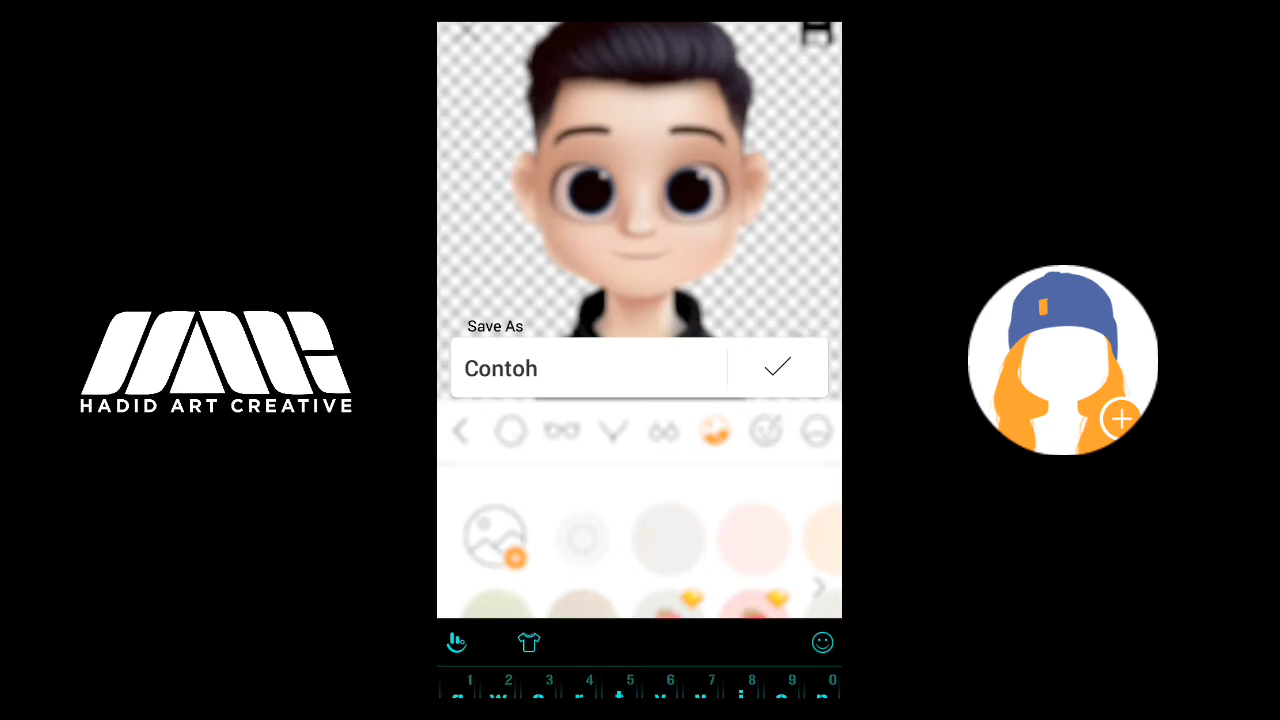 Save As
Contoh
HADID ART CREATIVE
1 2 3 4 5 6 7 8 9 0
q w e r t y u i o p